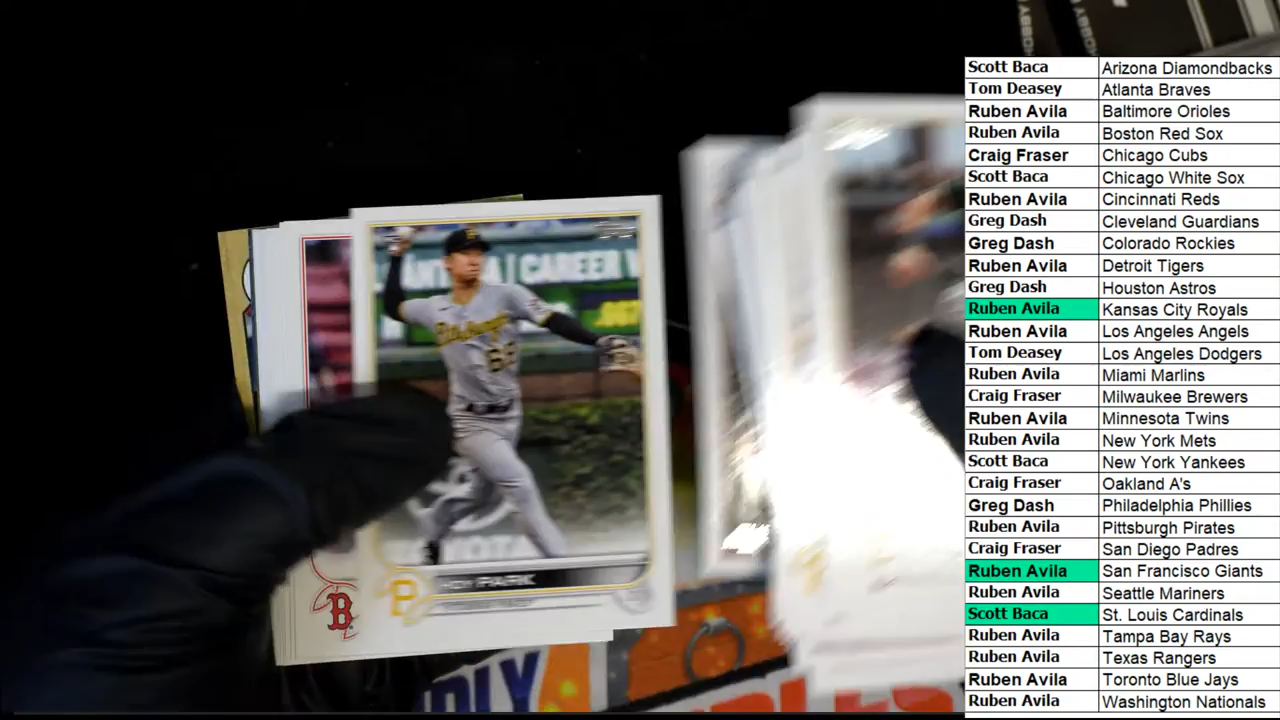 Scott Baca Arizona Diamondbacks
Tom Deasey Atlanta Braves
Ruben Avila Baltimore Orioles
Ruben Avila Boston Red Sox
Craig Fraser Chicago Cubs
Scott Baca Chicago White Sox
Ruben Avila Cincinnati Reds
Greg Dash Cleveland Guardians
Greg Dash Colorado Rockies
Ruben Avila Detroit Tigers
Greg Dash Houston Astros
Ruben Avila Kansas City Royals
Ruben Avila Los Angeles Angels
Tom Deasey Los Angeles Dodgers
Ruben Avila Miami Marlins
Craig Fraser Milwaukee Brewers
Ruben Avila Minnesota Twins
Ruben Avila New York Mets
Scott Baca New York Yankees
Craig Fraser Oakland A's
Greg Dash Philadelphia Phillies
Ruben Avila Pittsburgh Pirates
Craig Fraser San Diego Padres
Ruben Avila San Francisco Giants
Ruben Avila Seattle Mariners
Scott Baca St. Louis Cardinals
Ruben Avila Tampa Bay Rays
Ruben Avila Texas Rangers
Ruben Avila Toronto Blue Jays
Ruben Avila Washington Nationals
CAREER
Pittsburgh
PARK
P
B